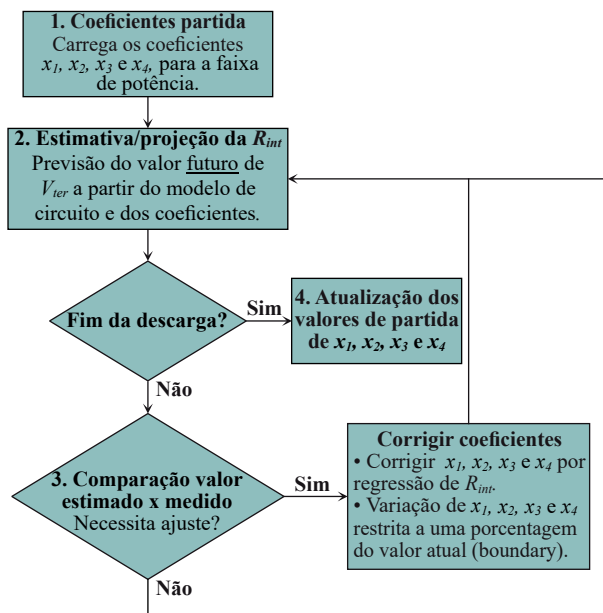 1. Coeficientes partida
Carrega os coeficientes
x1, x2, x3 e x4, para a faixa
de potência.
2. Estimativa/projeção da Rint
Previsão do valor futuro de
Vter a partir do modelo de
circuito e dos coeficientes.
Fim da descarga?
Sim
4. Atualização dos
valores de partida
de x1, x2, x3 e x4
Não
3. Comparação valor
estimado x medido
Necessita ajuste?
Sim
Corrigir coeficientes
• Corrigir x1, x2, x3 e x4 por
regressão de Rint.
• Variação de x1, x2, x3 e x4
restrita a uma porcentagem
do valor atual (boundary).
Não